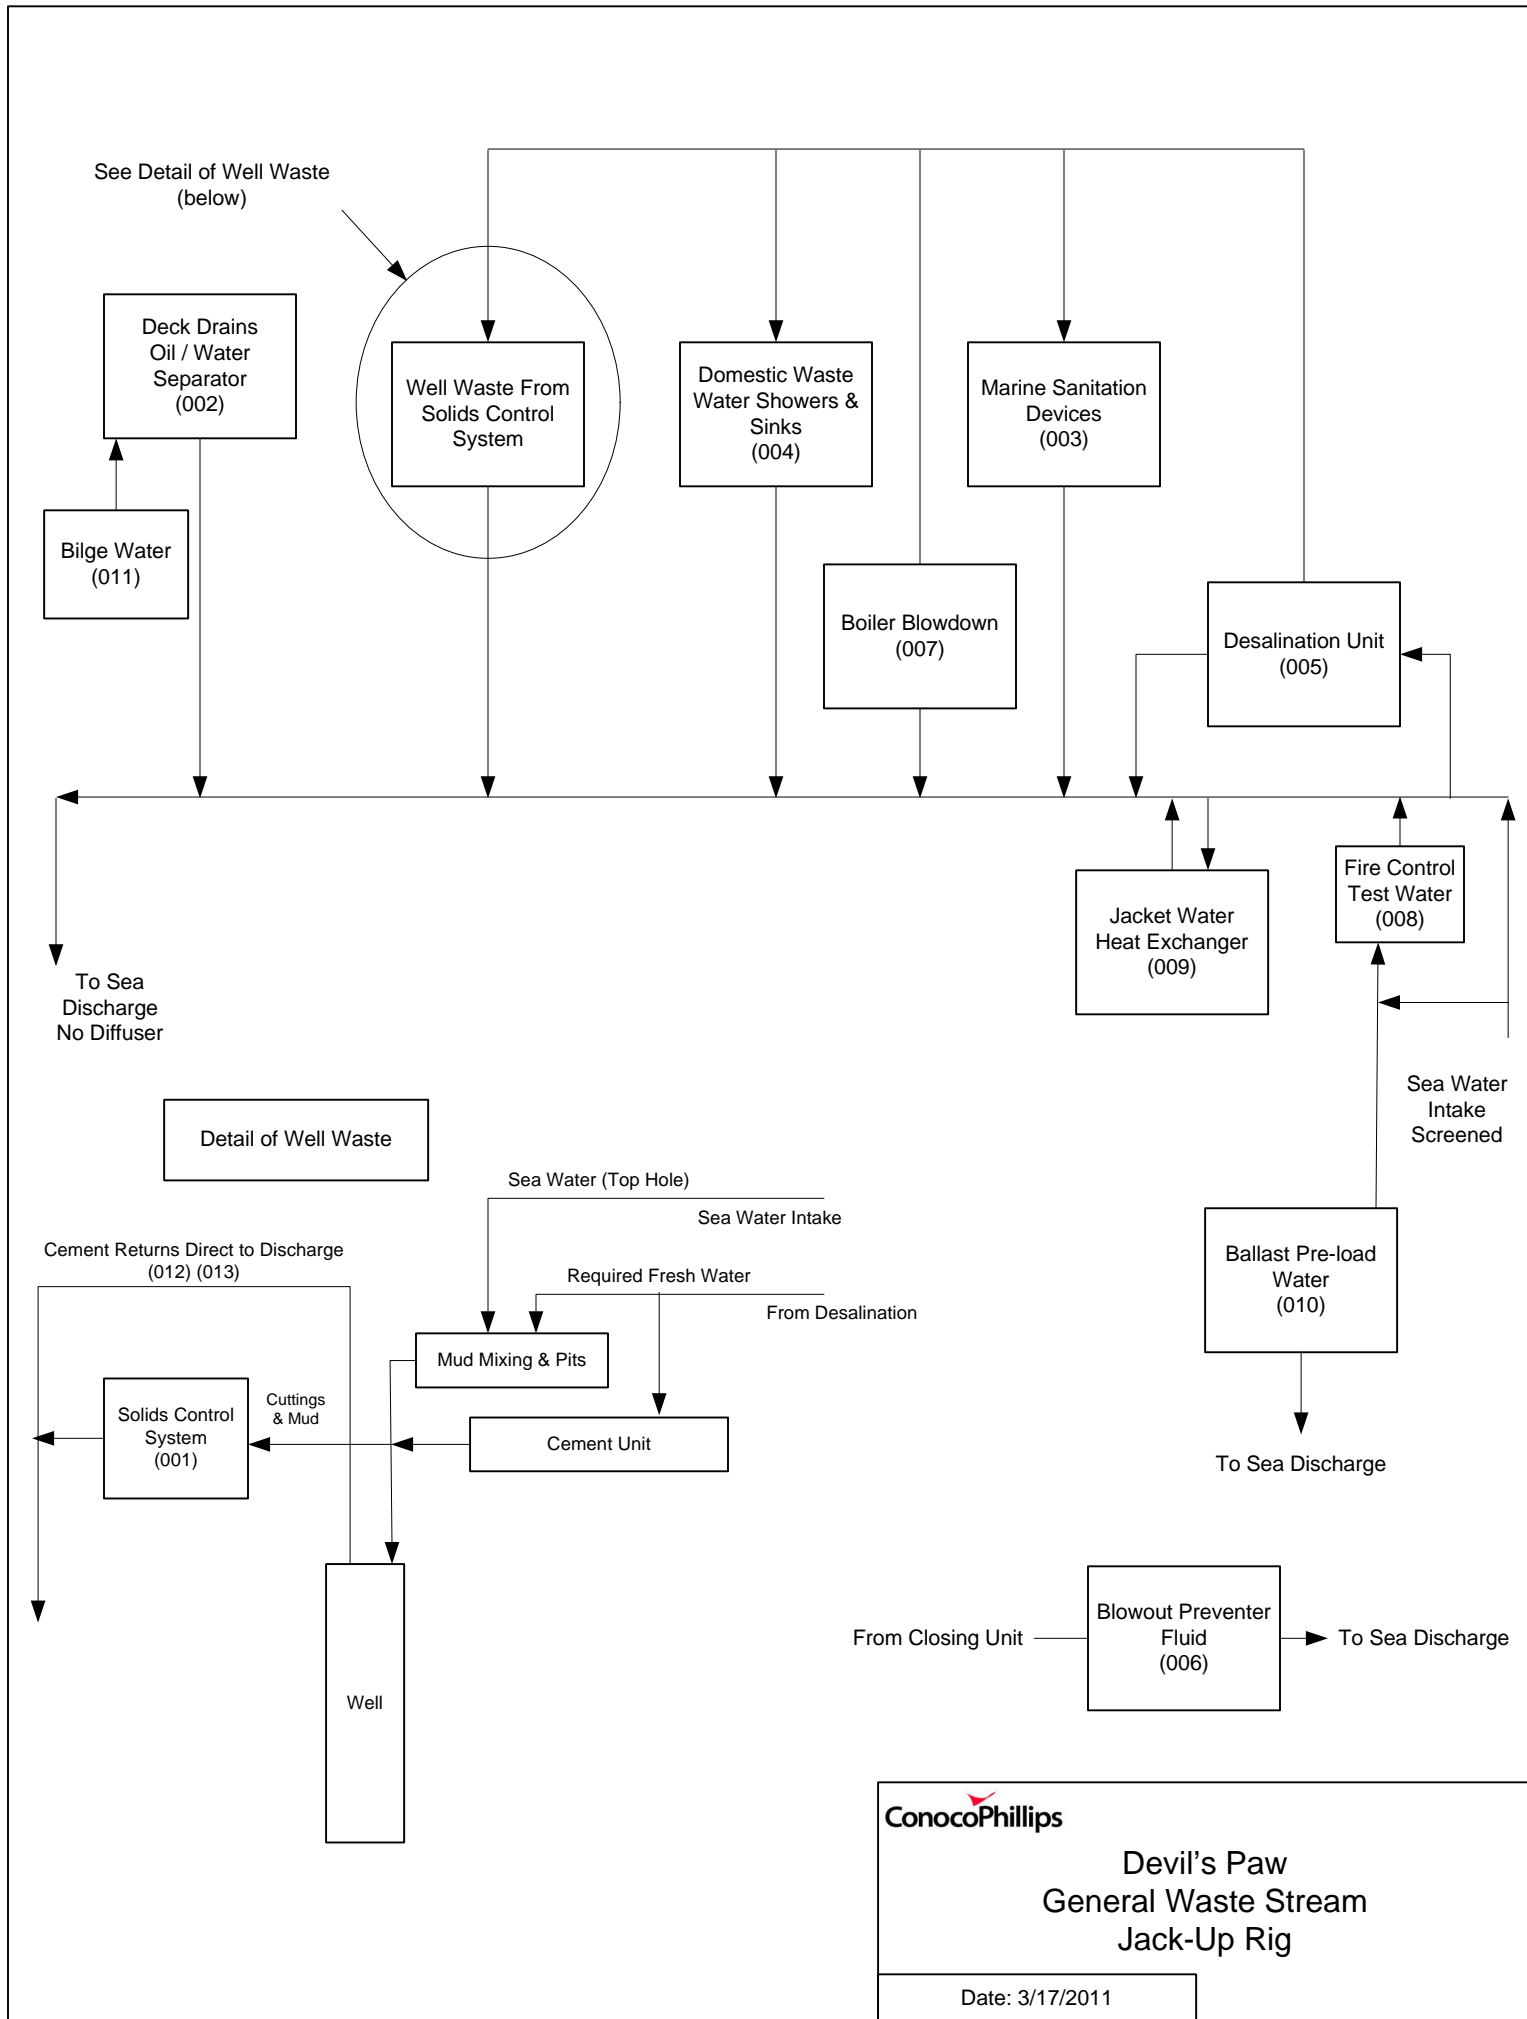 See Detail of Well Waste
(below)
Deck Drains
Oil / Water
Separator
(002)
Well Waste From
Solids Control
System
Domestic Waste
Water Showers &
Sinks
(004)
Marine Sanitation
Devices
(003)
Bilge Water
(011)
Boiler Blowdown
(007)
Desalination Unit
(005)
Jacket Water
Heat Exchanger
(009)
Fire Control
Test Water
(008)
To Sea
Discharge
No Diffuser
Sea Water
Intake
Screened
Detail of Well Waste
Sea Water (Top Hole)
Sea Water Intake
Cement Returns Direct to Discharge
(012) (013)
Required Fresh Water
From Desalination
Mud Mixing & Pits
Solids Control
System
(001)
Cuttings
& Mud
Cement Unit
Well
Ballast Pre-load
Water
(010)
To Sea Discharge
From Closing Unit
Blowout Preventer
Fluid
(006)
To Sea Discharge
ConocoPhillips
Devil's Paw
General Waste Stream
Jack-Up Rig
Date: 3/17/2011